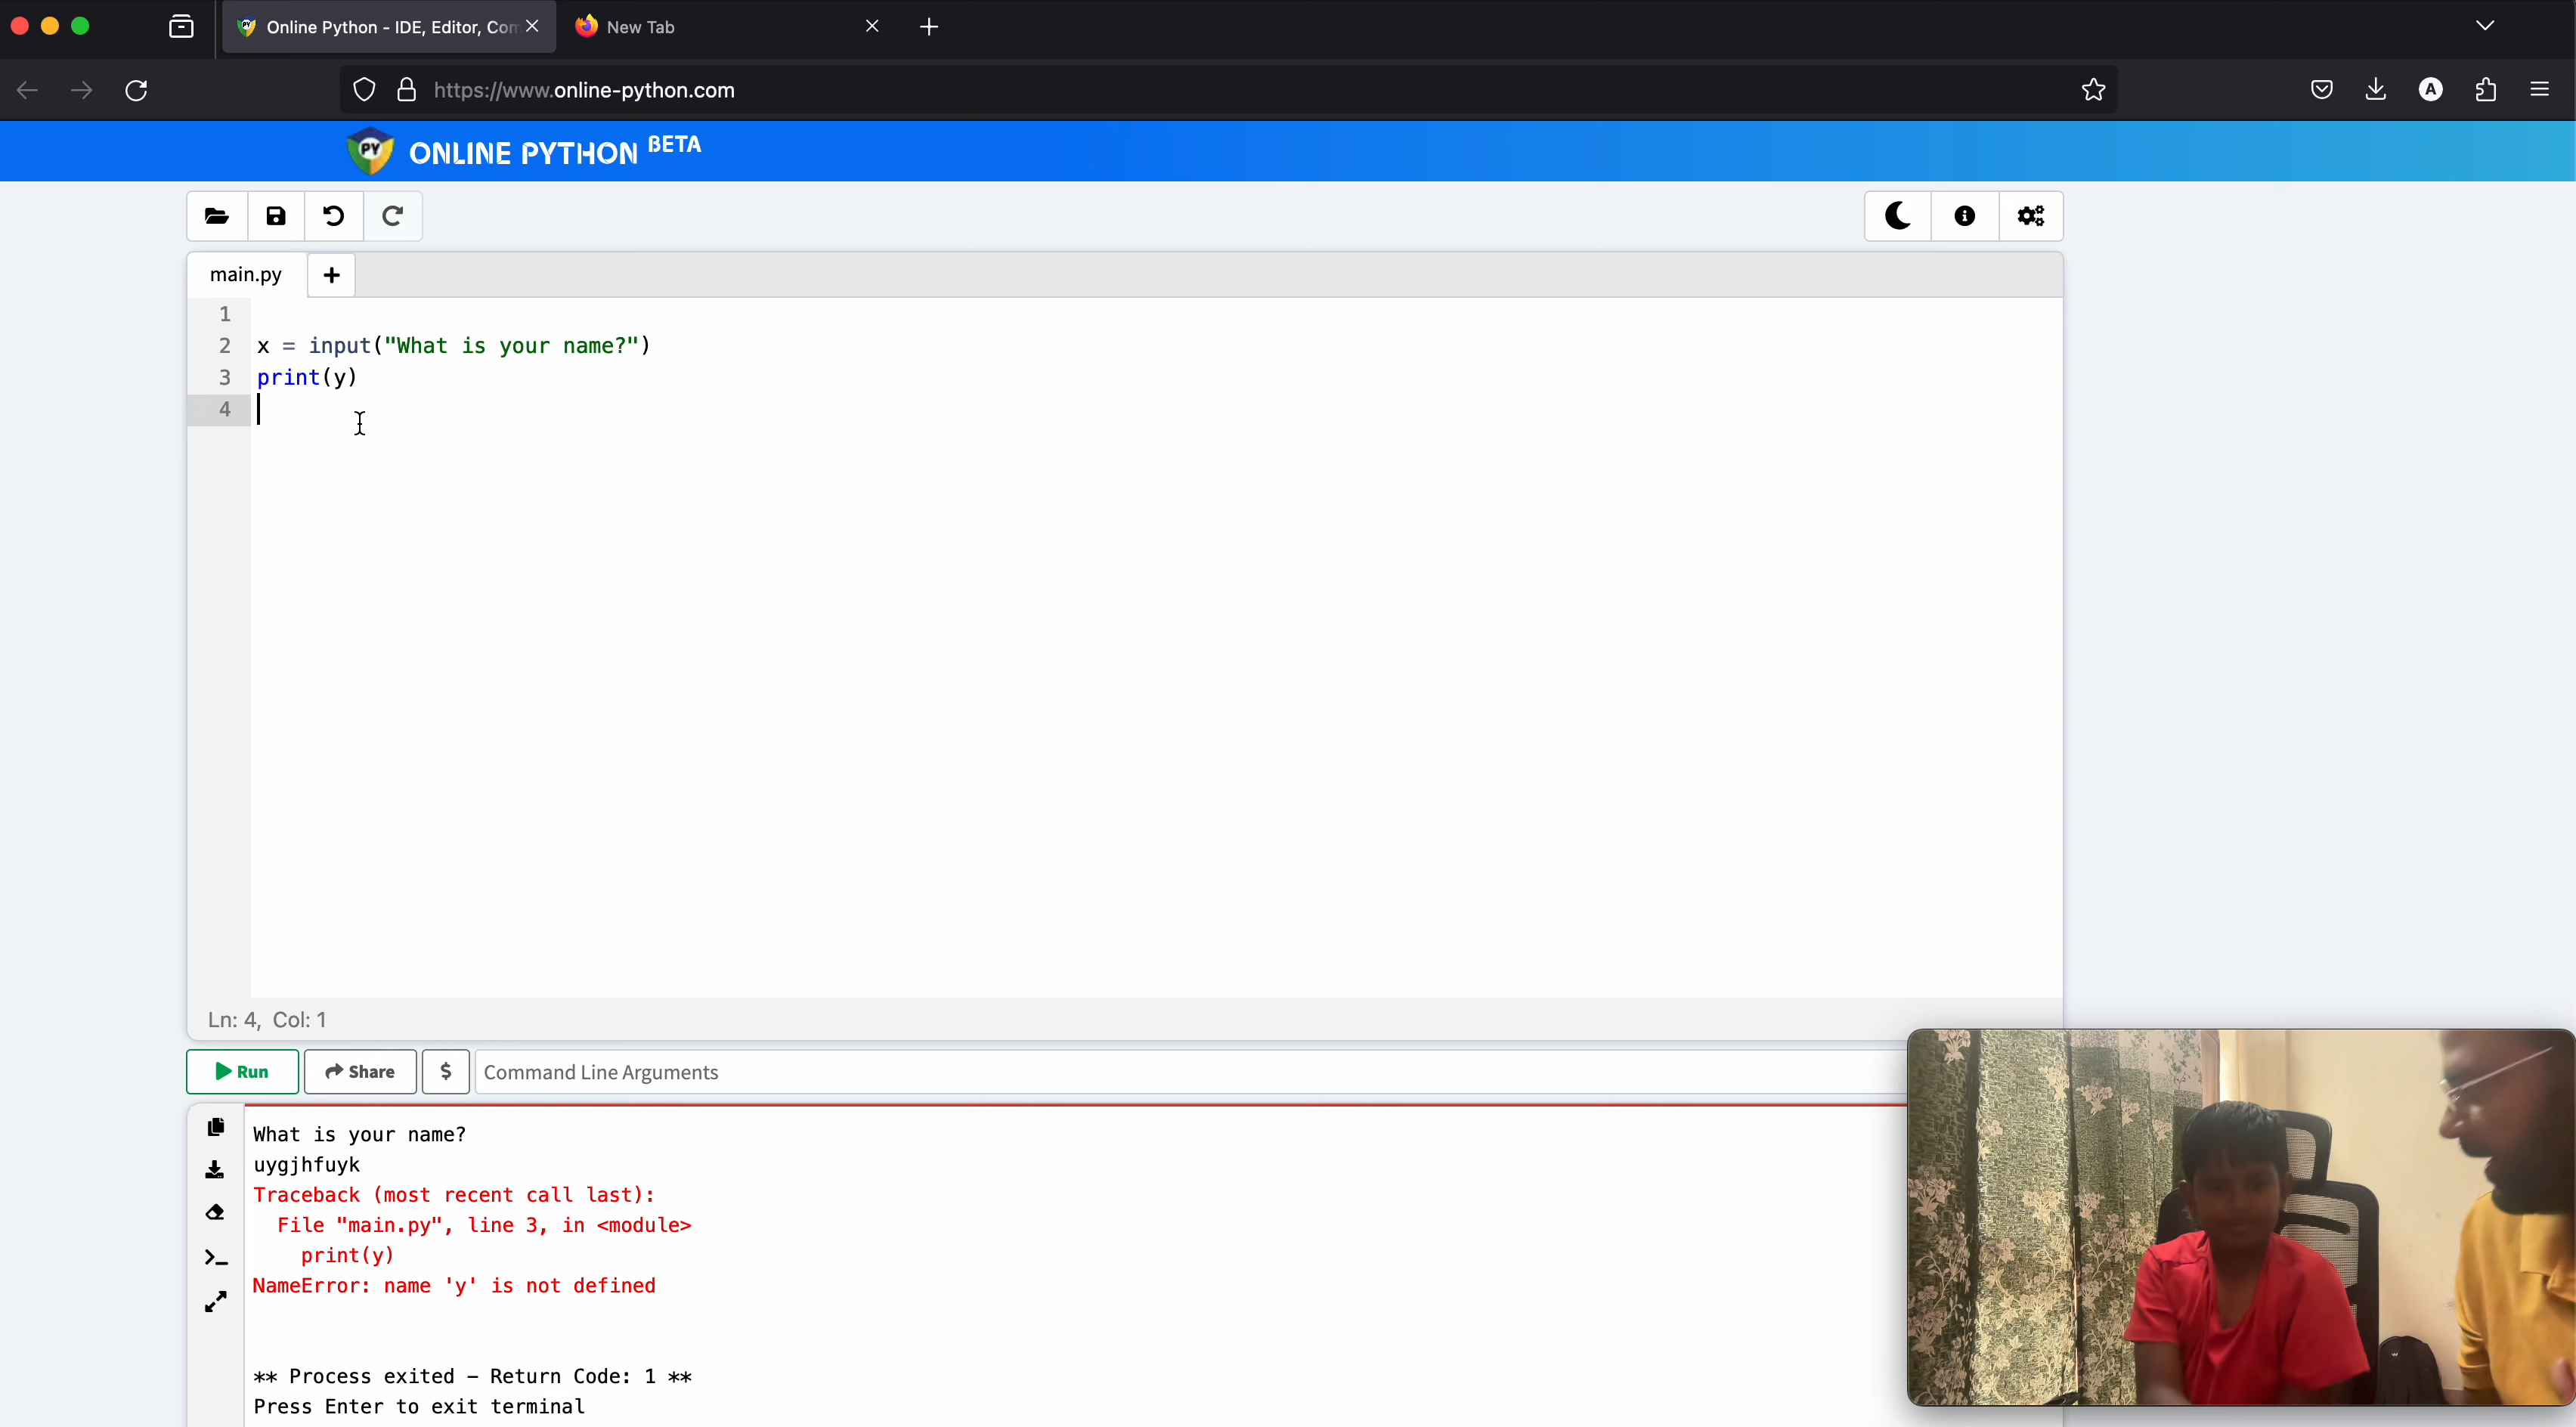 Online Python - IDE, Editor, Com
New Tab
https://www.online-python.com
A
PY ONLINE PYTHON BETA
main.py
1
2 x = input("What is your name?")
3 print(y)
4
Ln: 4, Col: 1
Run
Share
$
Command Line Arguments
What is your name?
uygjhfuyk
Traceback (most recent call last):
File "main.py", line 3, in <module>
print(y)
NameError: name 'y' is not defined
** Process exited - Return Code: 1 **
Press Enter to exit terminal